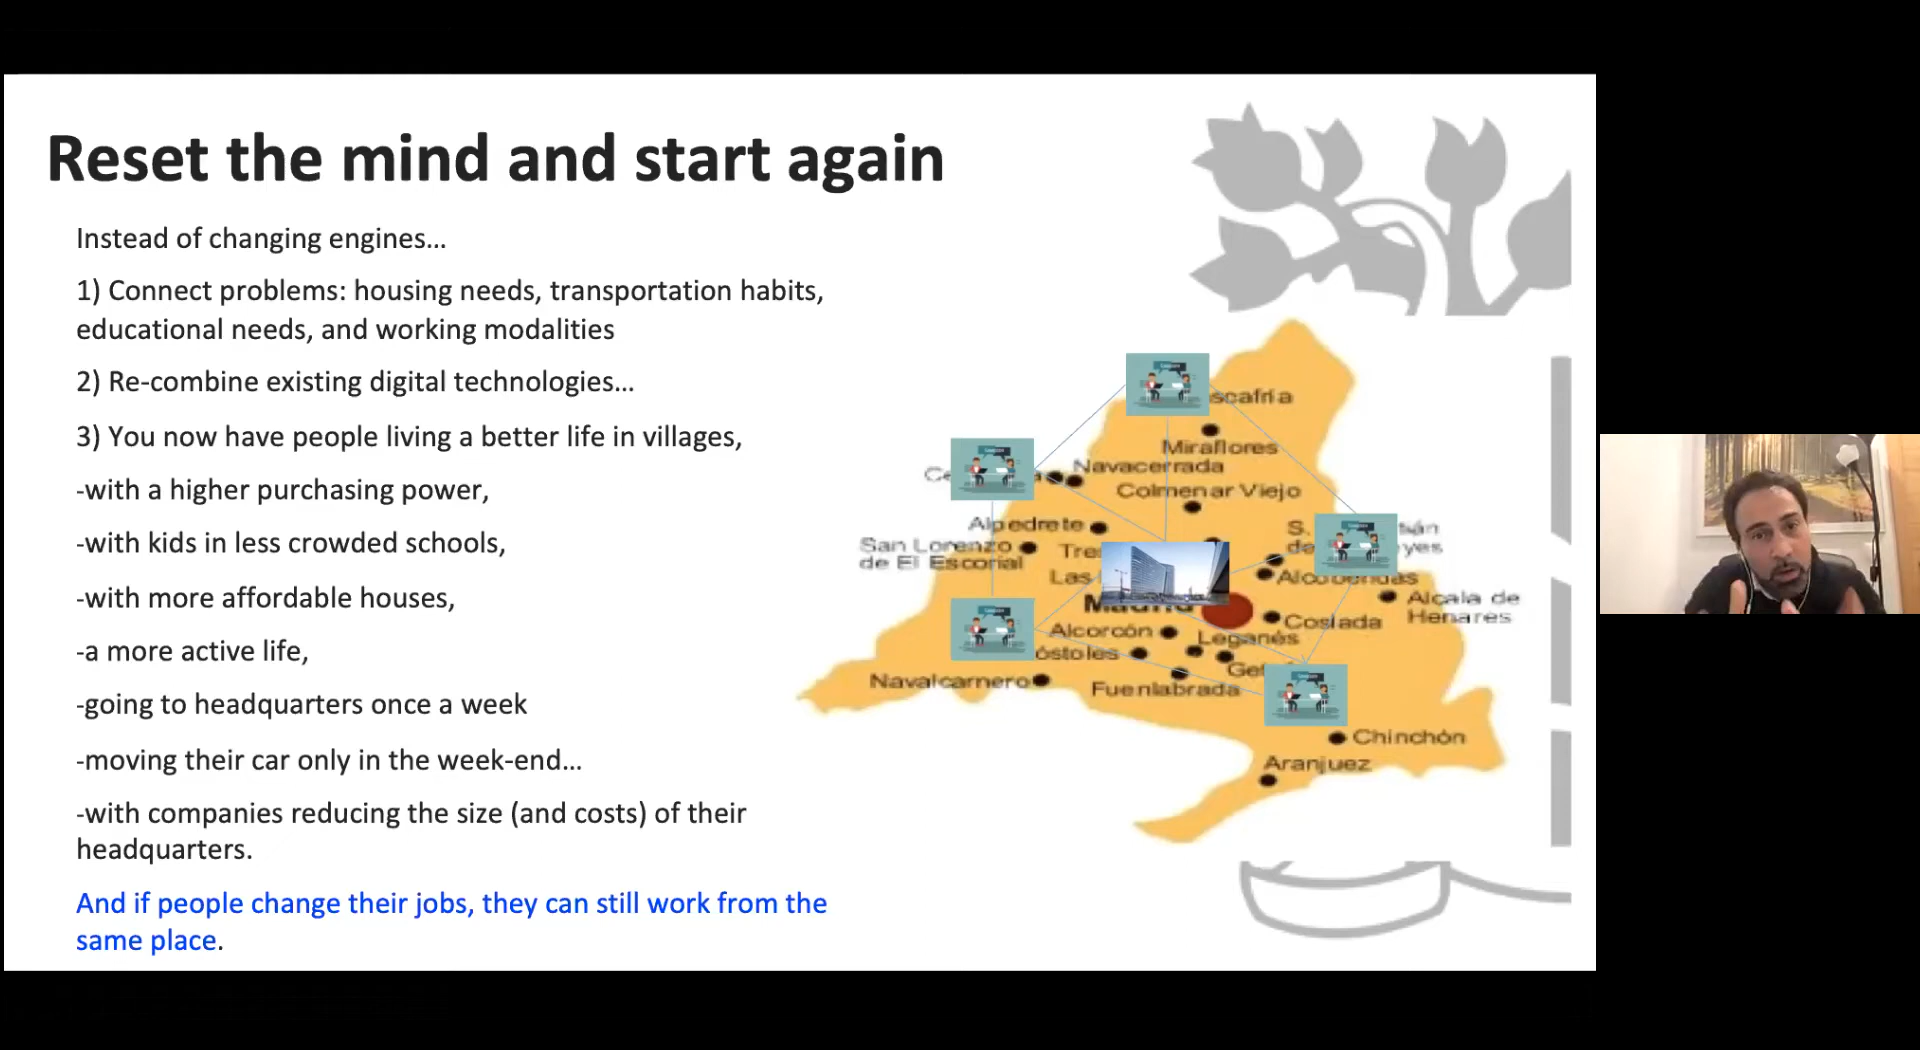 Reset the mind and start again
Instead of changing engines...
1) Connect problems: housing needs, transportation habits,
educational needs, and working modalities
2) Re-combine existing digital technologies...
3) You now have people living a better life in villages,
-with a higher purchasing power,
-with kids in less crowded schools,
-with more affordable houses,
-a more active life,
-going to headquarters once a week
-moving their car only in the week-end...
-with companies reducing the size (and costs) of their
headquarters.
And if people change their jobs, they can still work from the
same place.
scafría
Miraflores
Navacerrada
Colmenar Viejo
Alpedrete
San Lorenzo
de El Escorial
Tres
Las
S.
de
Alcobendas
Alcala de
Henares
Madrid
Coslada
Alcorcón
Leganés
óstoles
Navalcarnero
Fuenlabrada
Chinchón
Aranjuez